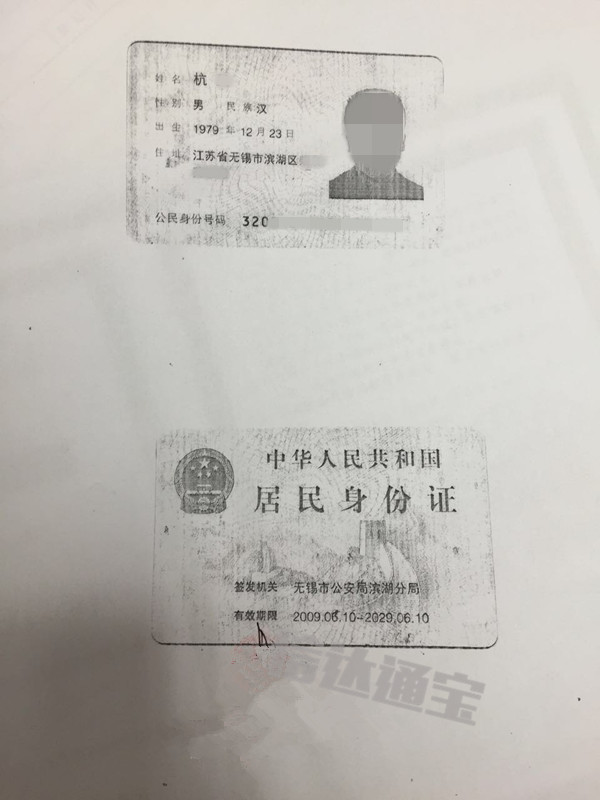 姓名 杭
性别 男 民族 汉
出生 1979 年 12 月 23 日
住址 江苏省无锡市滨湖区
公民身份号码 320
中华人民共和国
居民身份证
签发机关 无锡市公安局滨湖分局
有效期限 2009.06.10-2029.06.10
达通宝